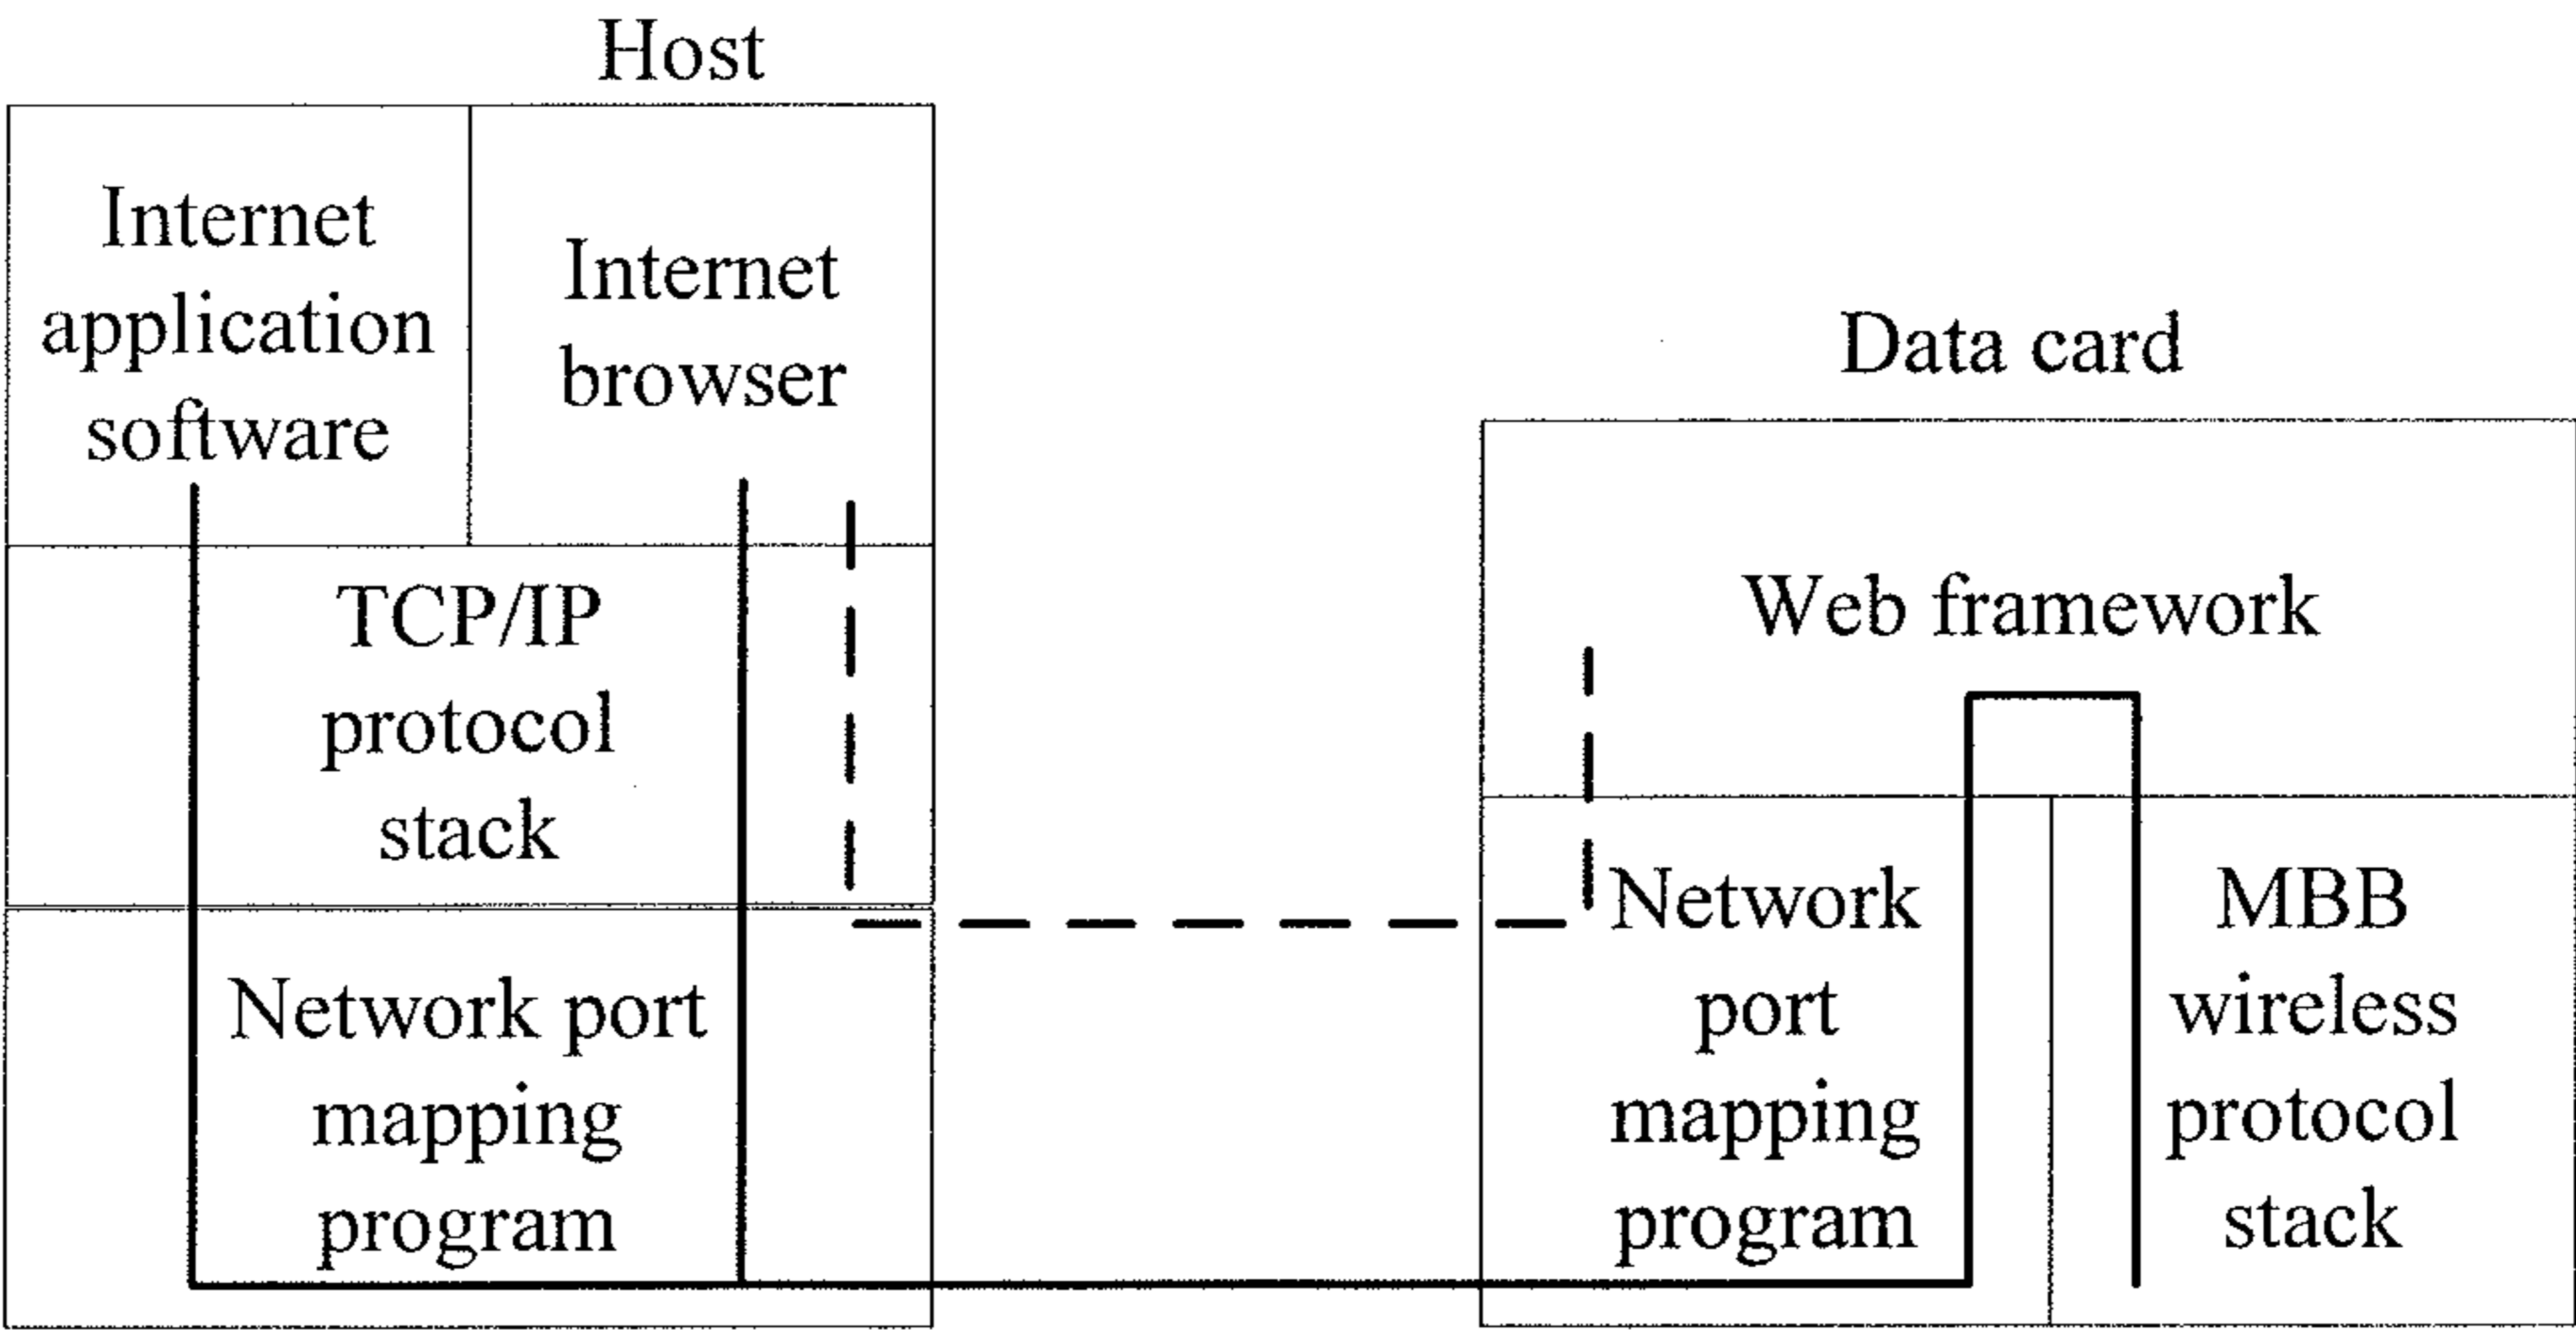 Host
Internet
application
software
Internet
browser
TCP/IP
protocol
stack
Network port
mapping
program
Data card
Web framework
Network
port
mapping
program
MBB
wireless
protocol
stack